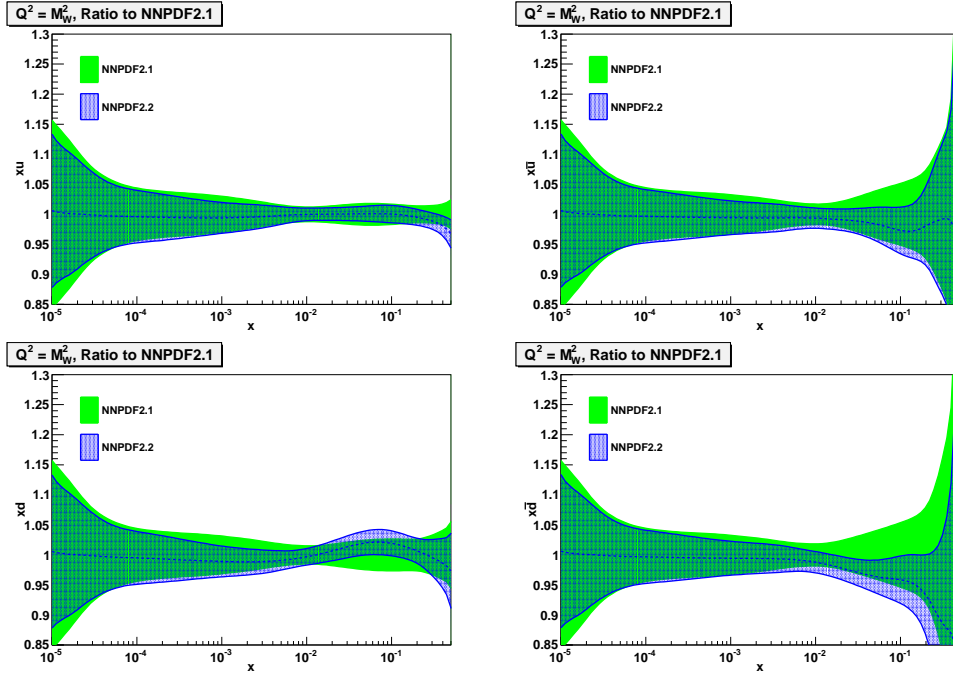 Q² = M_W², Ratio to NNPDF2.1
xu
1.3
1.25
1.2
1.15
1.1
1.05
1
0.95
0.9
0.85
NNPDF2.1
NNPDF2.2
10⁻⁵ 10⁻⁴ 10⁻³ 10⁻² 10⁻¹
x
Q² = M_W², Ratio to NNPDF2.1
xū
1.3
1.25
1.2
1.15
1.1
1.05
1
0.95
0.9
0.85
NNPDF2.1
NNPDF2.2
10⁻⁵ 10⁻⁴ 10⁻³ 10⁻² 10⁻¹
x
Q² = M_W², Ratio to NNPDF2.1
xd
1.3
1.25
1.2
1.15
1.1
1.05
1
0.95
0.9
0.85
NNPDF2.1
NNPDF2.2
10⁻⁵ 10⁻⁴ 10⁻³ 10⁻² 10⁻¹
x
Q² = M_W², Ratio to NNPDF2.1
xd̄
1.3
1.25
1.2
1.15
1.1
1.05
1
0.95
0.9
0.85
NNPDF2.1
NNPDF2.2
10⁻⁵ 10⁻⁴ 10⁻³ 10⁻² 10⁻¹
x